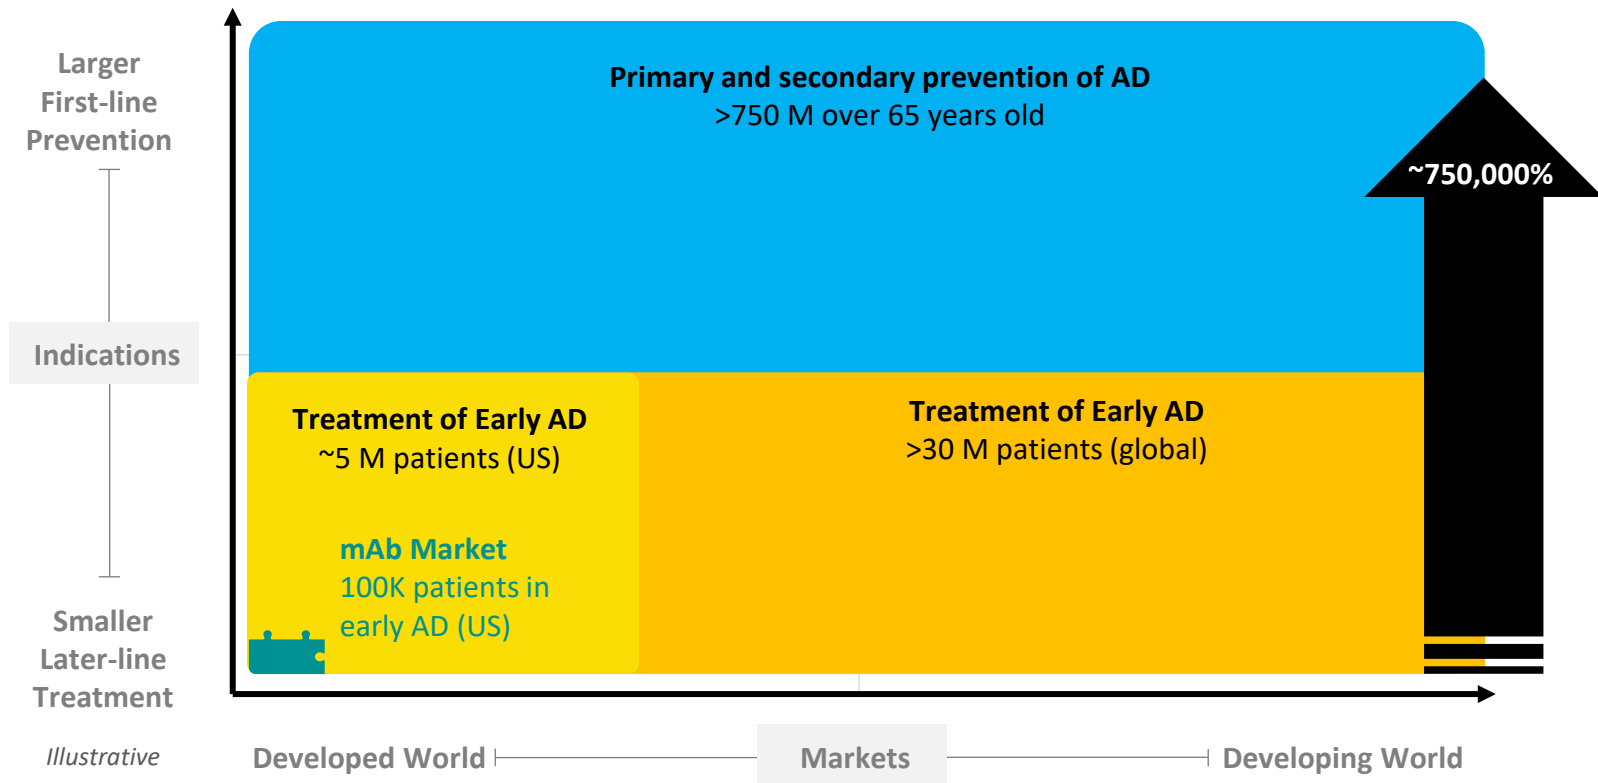 Larger
First-line
Prevention
Indications
Smaller
Later-line
Treatment
Illustrative
Primary and secondary prevention of AD
>750 M over 65 years old
~750,000%
Treatment of Early AD
~5 M patients (US)
mAb Market
100K patients in
early AD (US)
Treatment of Early AD
>30 M patients (global)
Developed World
Markets
Developing World